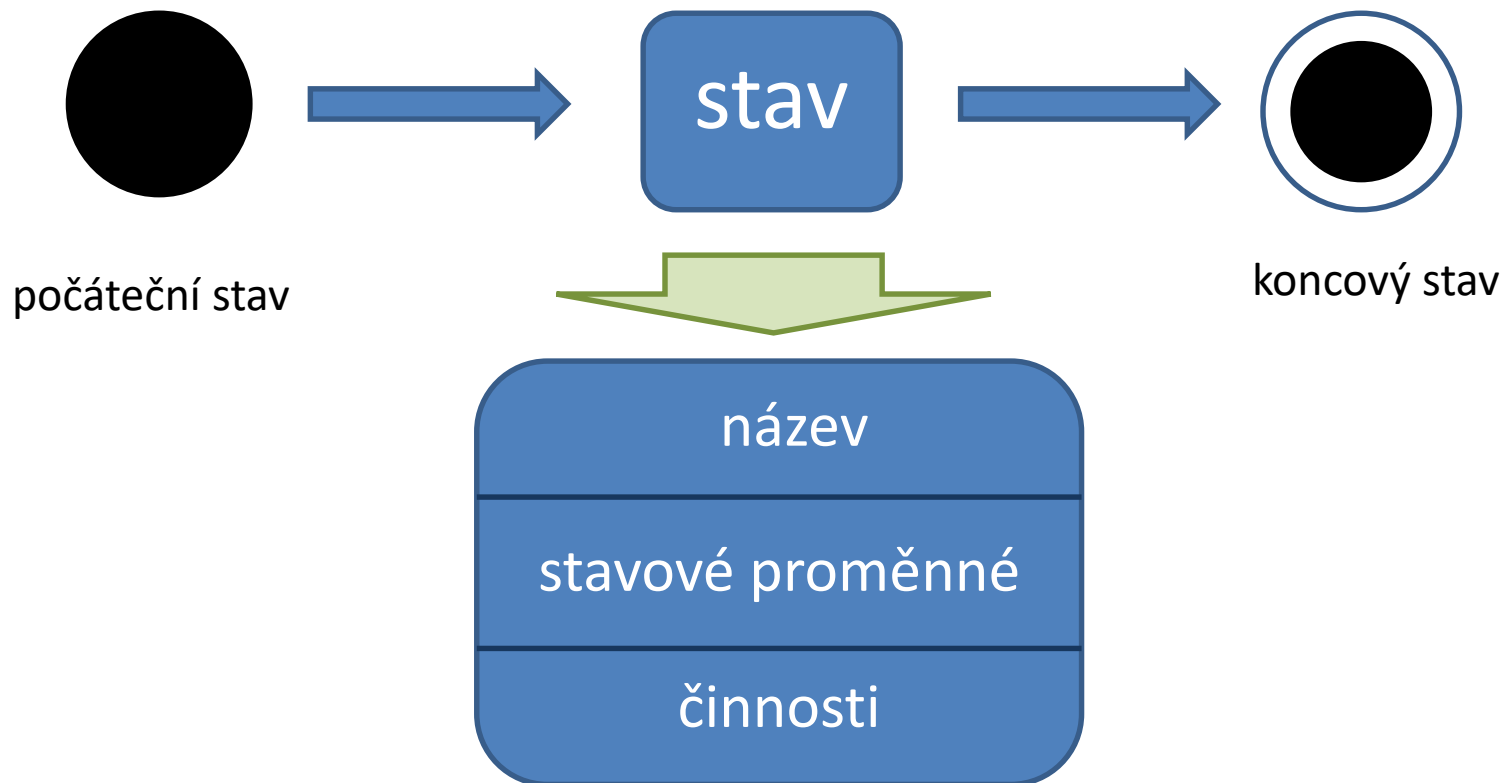 stav
počáteční stav
koncový stav
název
stavové proměnné
činnosti